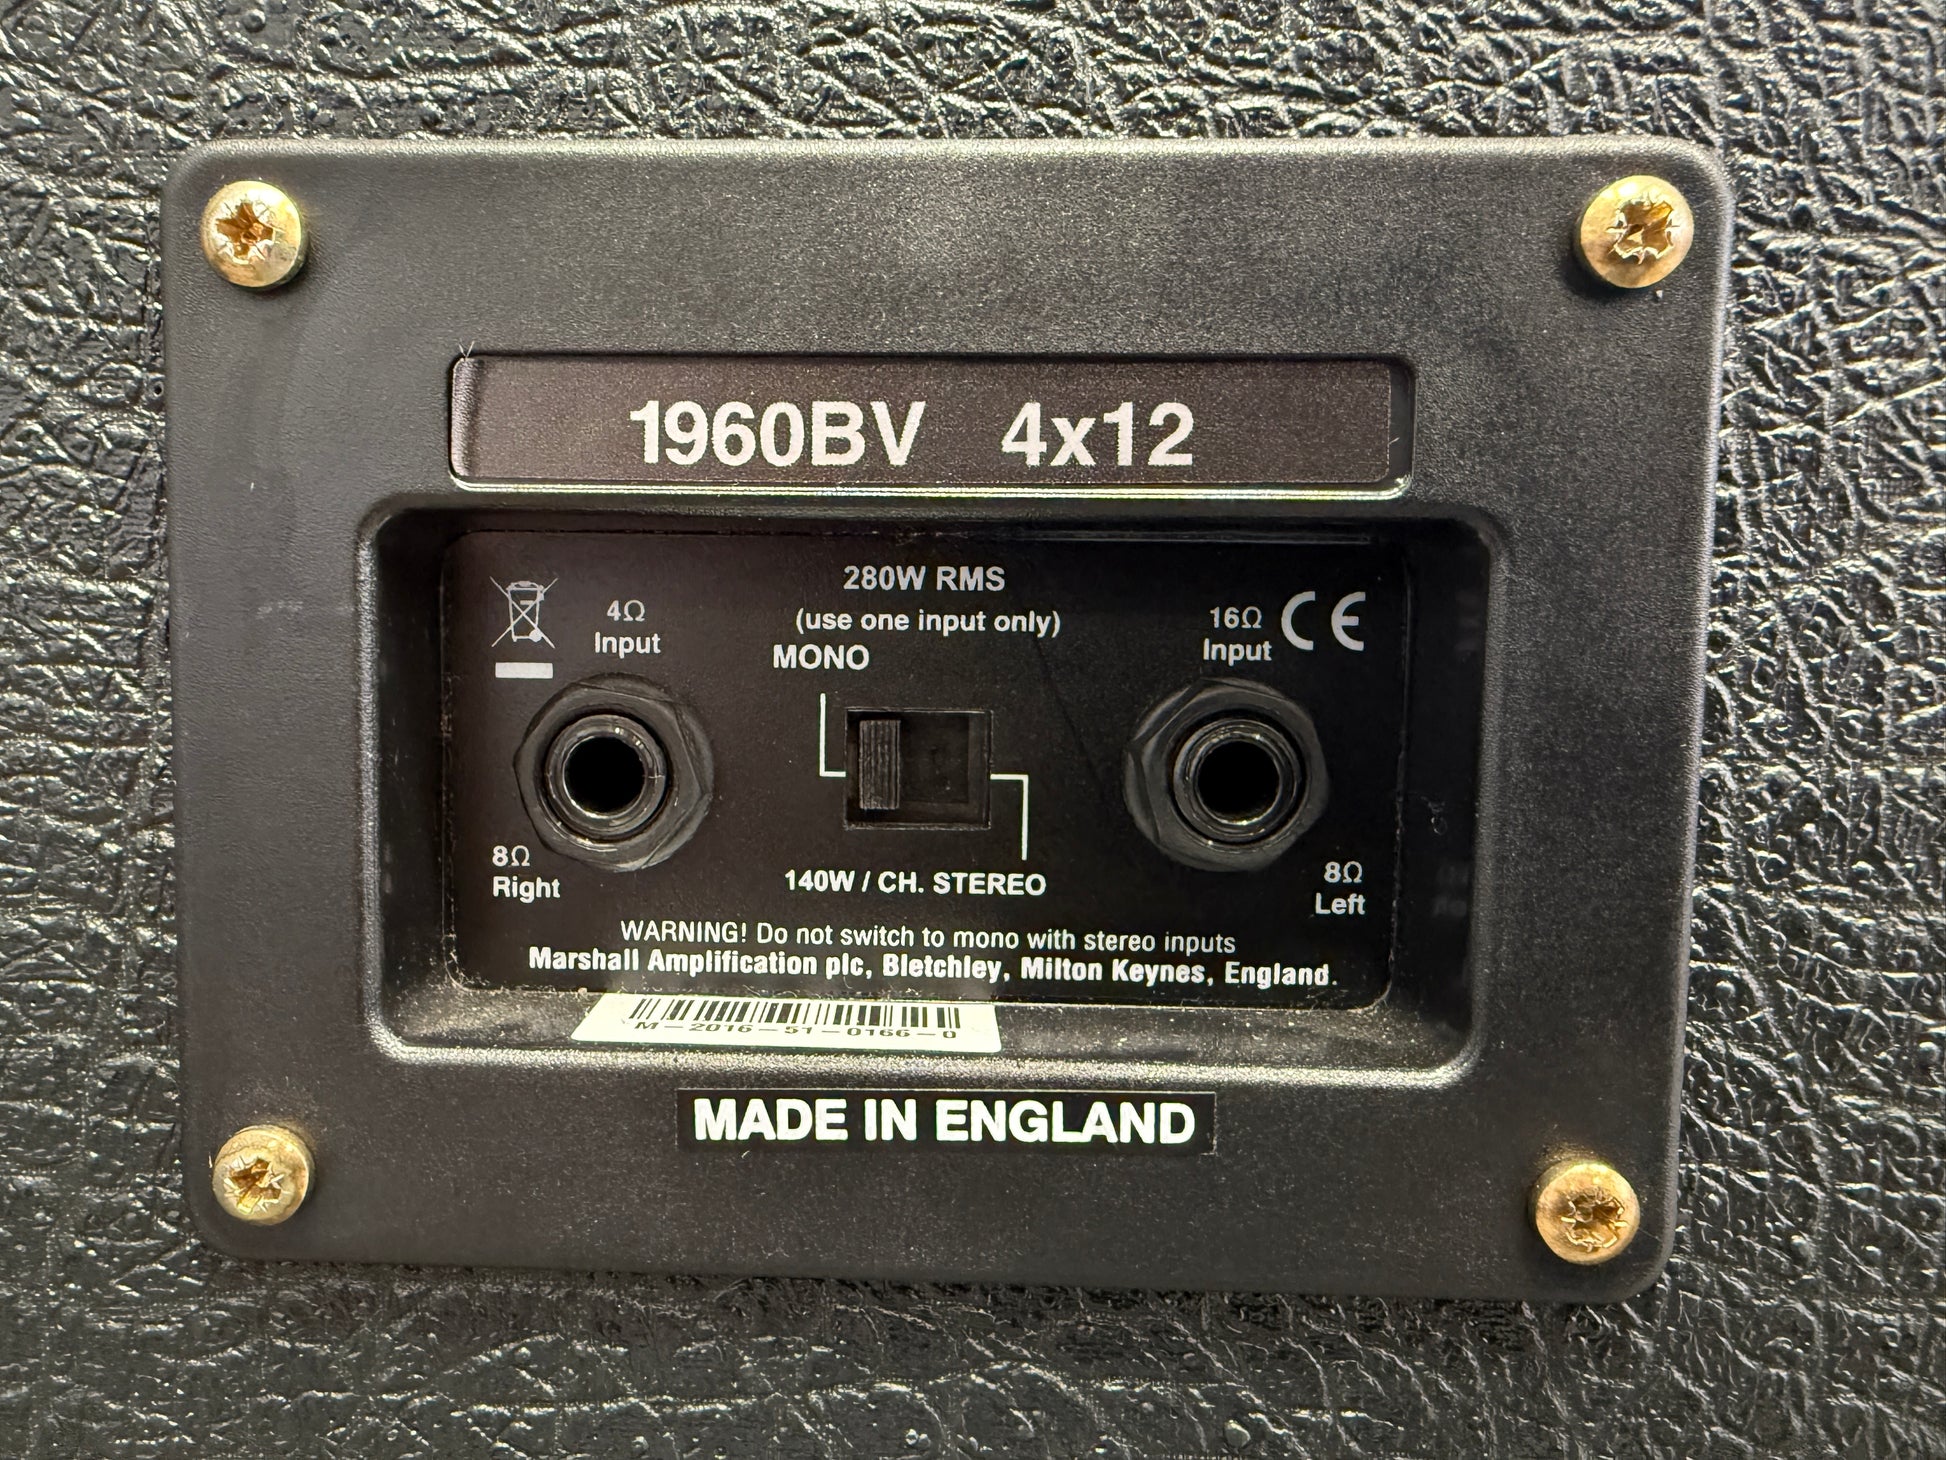 1960BV 4x12
280W RMS
(use one input only)
MONO
4Ω
Input
16Ω
Input
CE
8Ω
Right
140W / CH. STEREO
8Ω
Left
WARNING! Do not switch to mono with stereo inputs
Marshall Amplification plc, Bletchley, Milton Keynes, England.
M-2016-51-0166-0
MADE IN ENGLAND